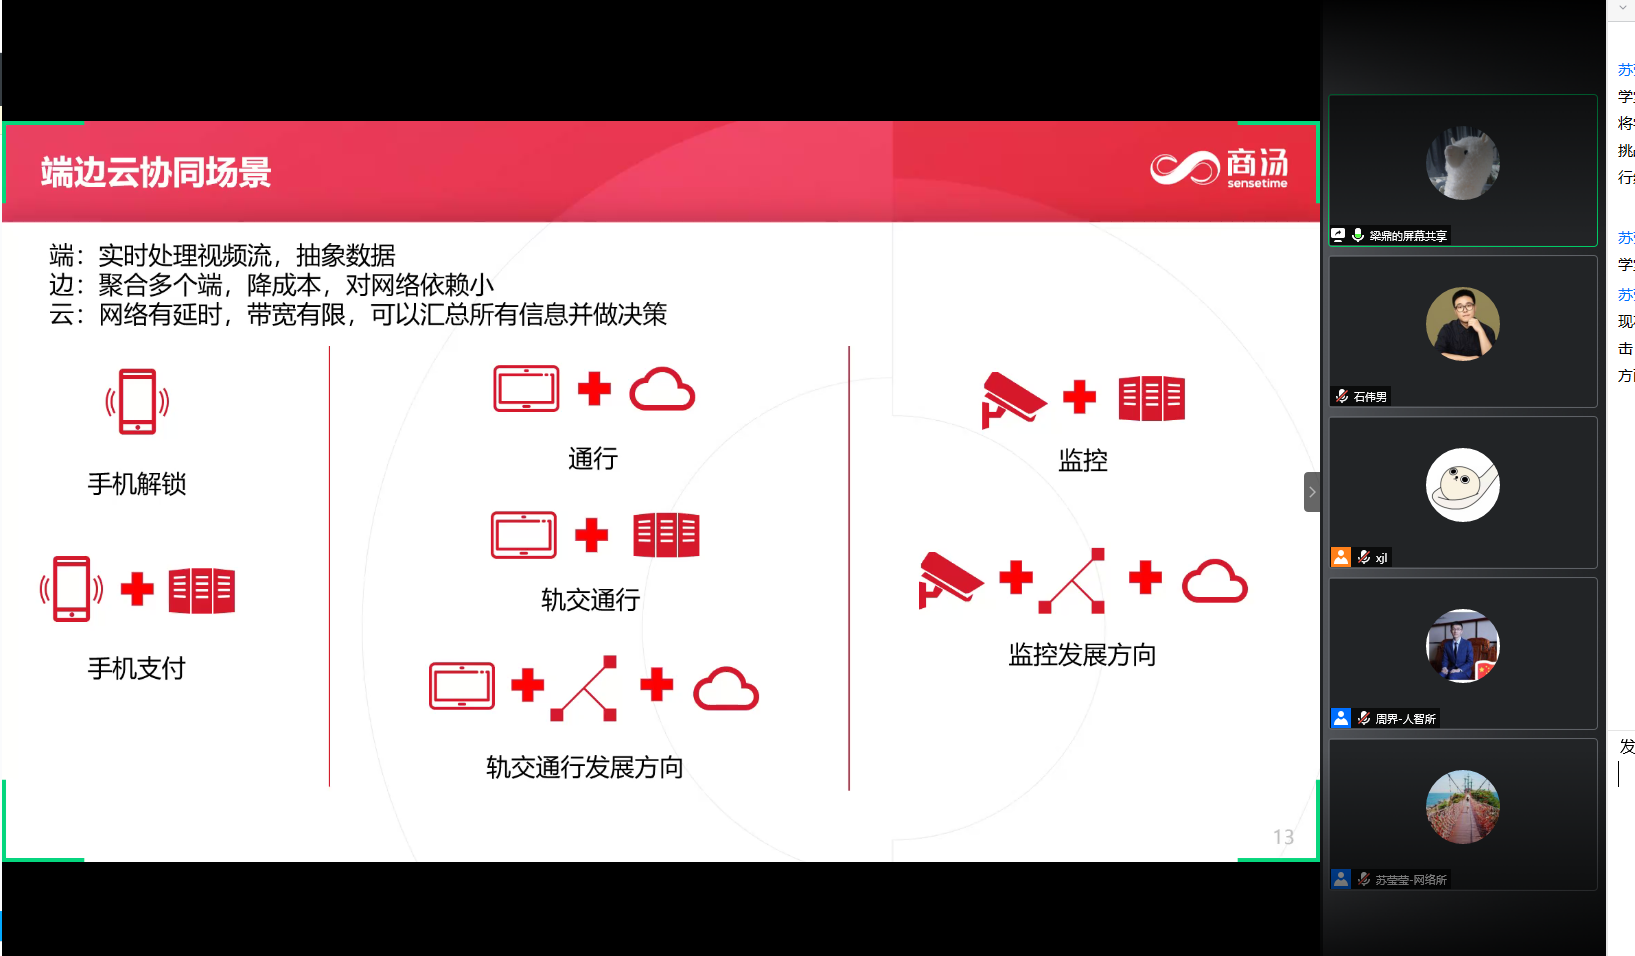 端边云协同场景
商汤
sensetime
端：实时处理视频流，抽象数据
边：聚合多个端，降成本，对网络依赖小
云：网络有延时，带宽有限，可以汇总所有信息并做决策
手机解锁
手机支付
通行
轨交通行
轨交通行发展方向
监控
监控发展方向
13
梁鼎的屏幕共享
石伟男
xjl
周界-人智所
苏莹莹-网络所
苏
学
将
挑
行
苏
学
苏
现
击
方
发